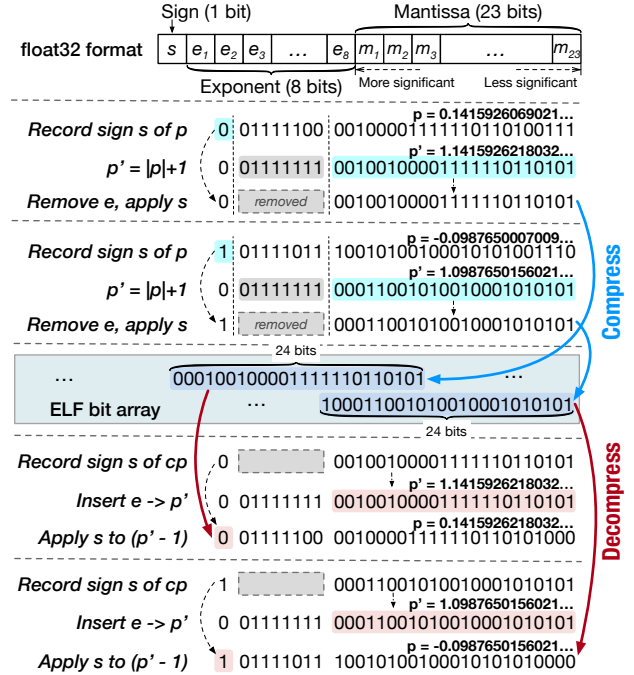 Sign (1 bit)
Mantissa (23 bits)
float32 format
s e1 e2 e3 … e8 m1 m2 m3 … m23
More significant Less significant
Exponent (8 bits)
p = 0.1415926069021...
Record sign s of p 0 01111100 00100001111110110100111
p' = 1.1415926218032...
p' = |p|+1 0 01111111 00100100001111110110101
Remove e, apply s 0 removed 00100100001111110110101
p = -0.0987650007009...
Record sign s of p 1 01111011 10010100100010101001110
p' = 1.0987650156021...
p' = |p|+1 0 01111111 00011001010010001010101
Remove e, apply s 1 removed 00011001010010001010101
Compress
24 bits
… 000100100001111110110101 …
ELF bit array … 100011001010010001010101
24 bits
Record sign s of cp 0 00100100001111110110101
p' = 1.1415926218032...
Insert e -> p' 0 01111111 00100100001111110110101
p = 0.1415926218032...
Apply s to (p' - 1) 0 01111100 00100001111110110101000
Record sign s of cp 1 00011001010010001010101
p' = 1.0987650156021...
Insert e -> p' 0 01111111 00011001010010001010101
p = -0.0987650156021...
Apply s to (p' - 1) 1 01111011 10010100100010101010000
Decompress